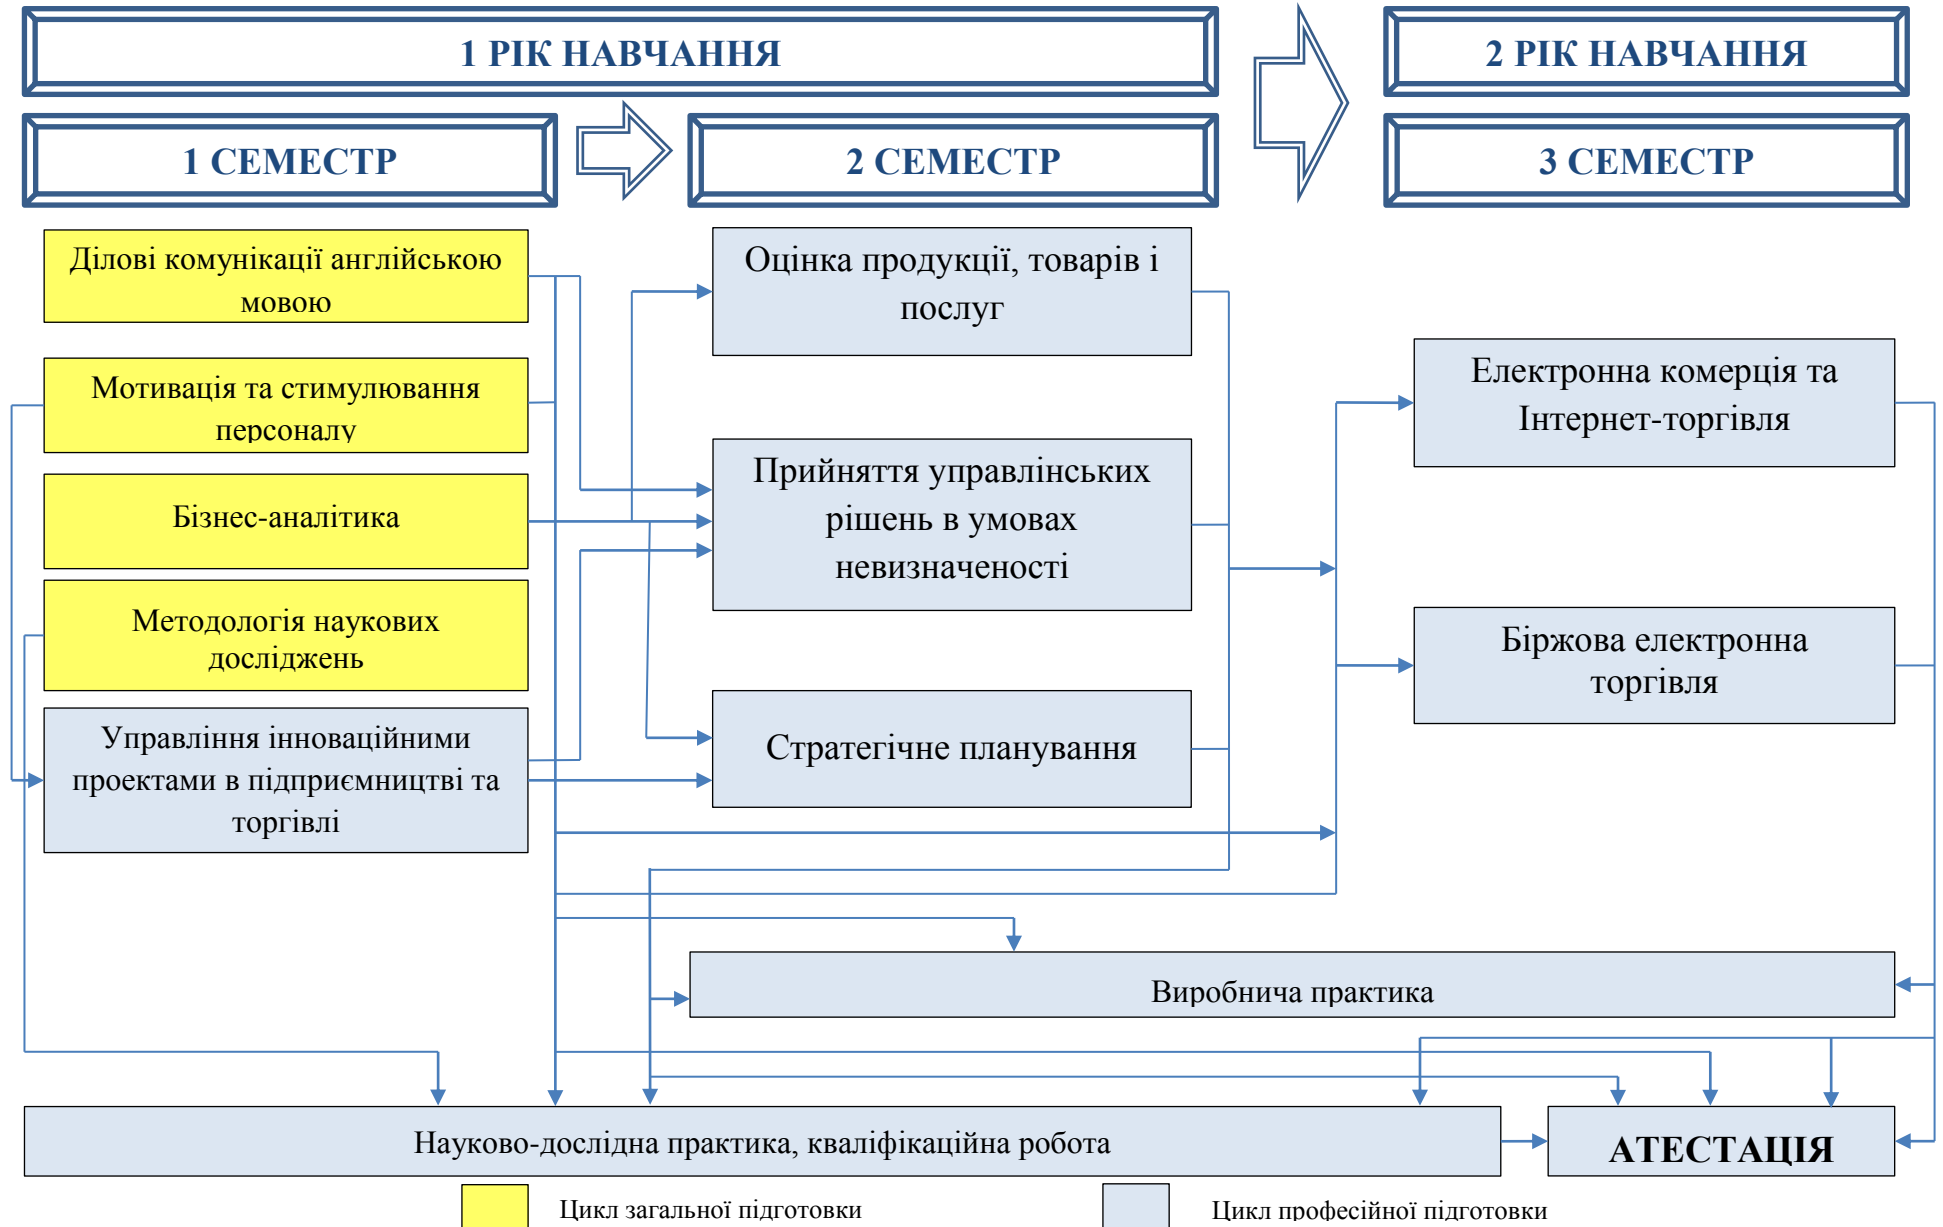 1 РІК НАВЧАННЯ
2 РІК НАВЧАННЯ
1 СЕМЕСТР
2 СЕМЕСТР
3 СЕМЕСТР
Ділові комунікації англійською
мовою
Мотивація та стимулювання
персоналу
Бізнес-аналітика
Методологія наукових
досліджень
Управління інноваційними
проектами в підприємництві та
торгівлі
Оцінка продукції, товарів і
послуг
Прийняття управлінських
рішень в умовах
невизначеності
Стратегічне планування
Електронна комерція та
Інтернет-торгівля
Біржова електронна
торгівля
Виробнича практика
Науково-дослідна практика, кваліфікаційна робота
АТЕСТАЦІЯ
Цикл загальної підготовки
Цикл професійної підготовки